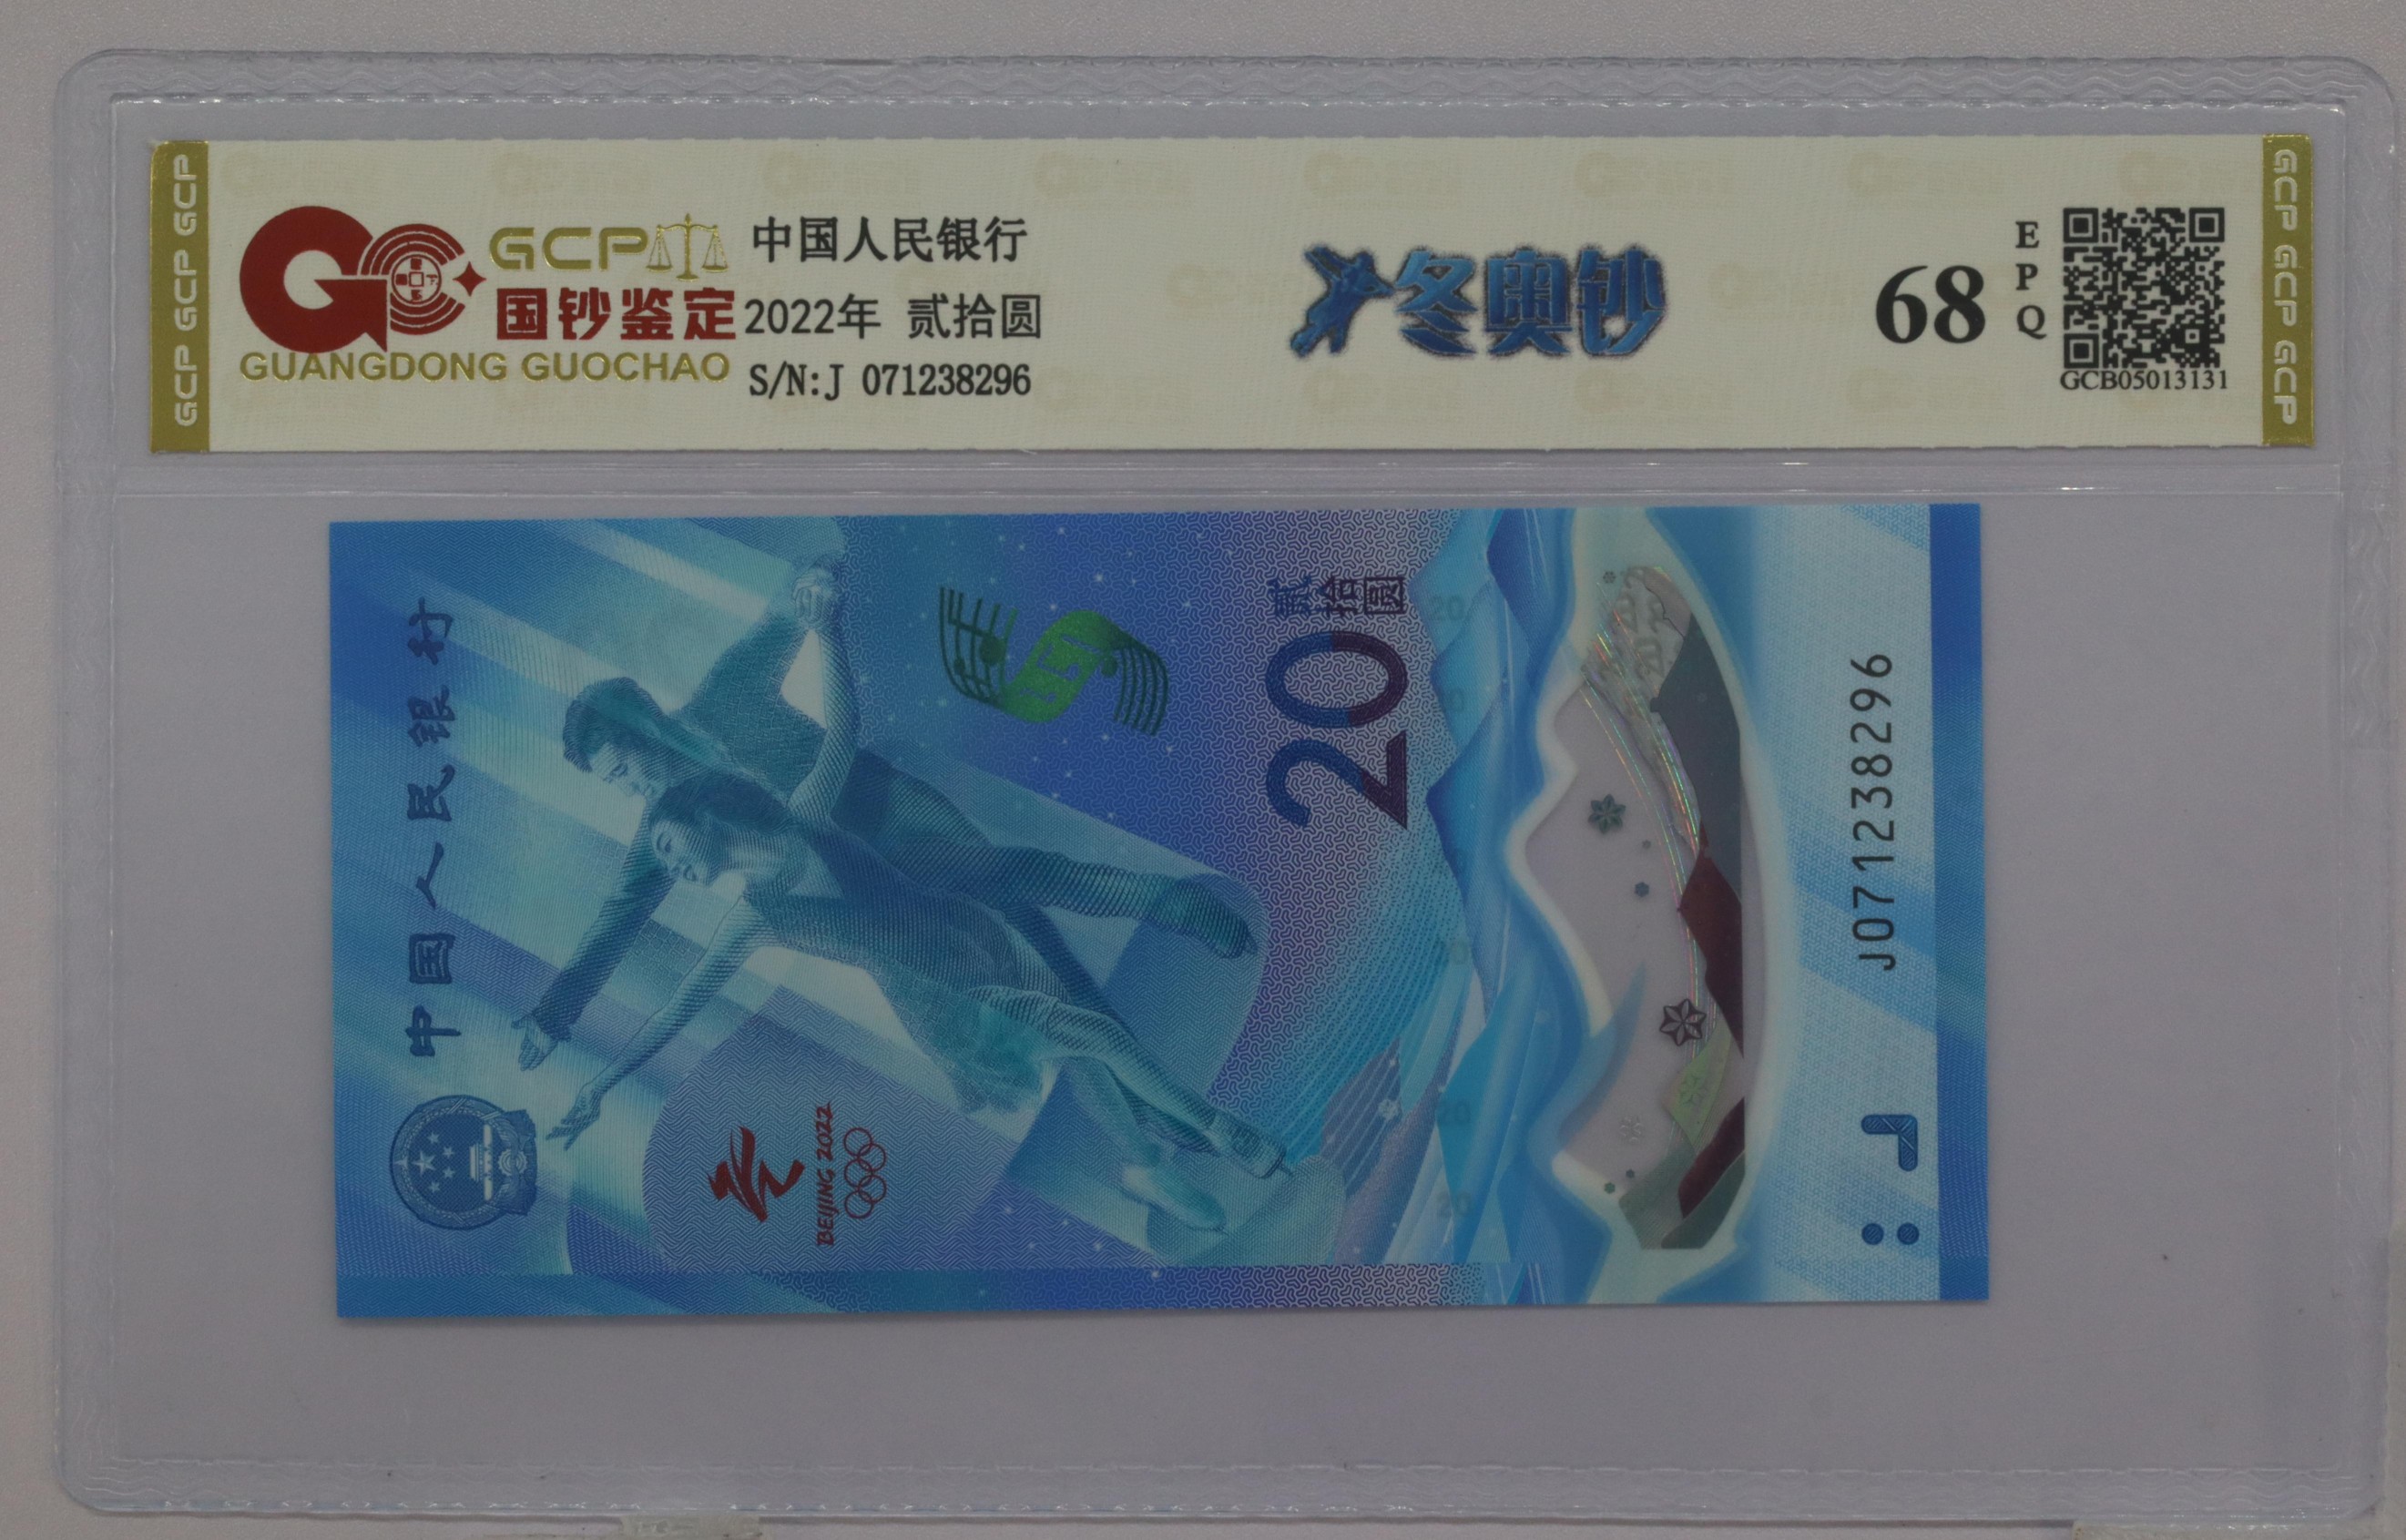 GCP GCP GCP
GCP
国钞鉴定
GUANGDONG GUOCHAO
中国人民银行
2022年 贰拾圆
S/N:J 071238296
冬奥钞
68
EPQ
GCB05013131
GCP GCP GCP
中国人民银行
BEIJING 2022
贰拾圆
20
J071238296